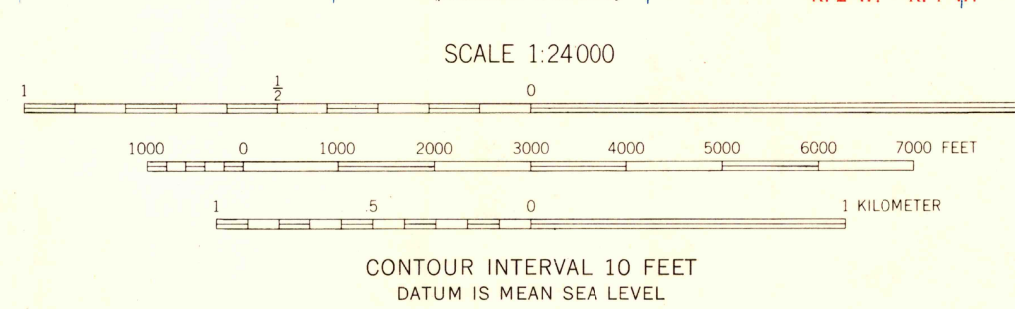 SCALE 1:24000
1 1/2 0
1000 0 1000 2000 3000 4000 5000 6000 7000 FEET
1 .5 0 1 KILOMETER
CONTOUR INTERVAL 10 FEET
DATUM IS MEAN SEA LEVEL